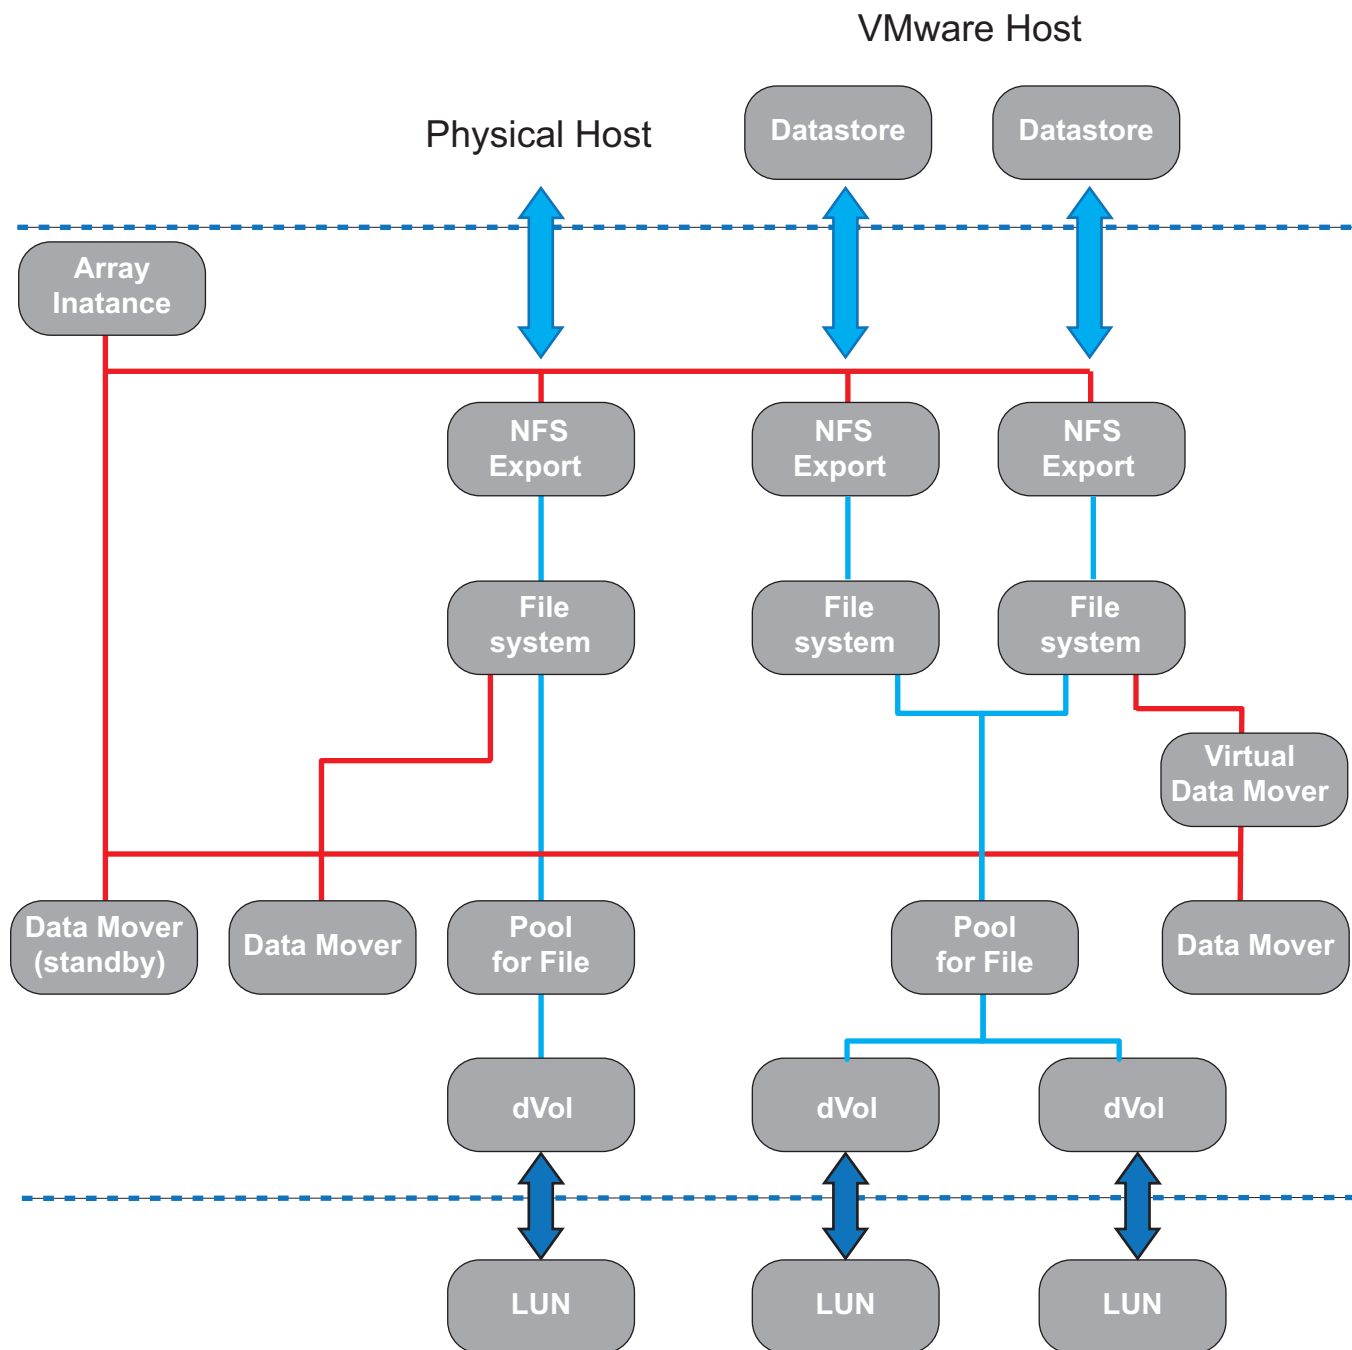 VMware Host
Physical Host
Datastore
Datastore
Array
Inatance
NFS
Export
NFS
Export
NFS
Export
File
system
File
system
File
system
Virtual
Data Mover
Data Mover
(standby)
Data Mover
Pool
for File
Pool
for File
Data Mover
dVol
dVol
dVol
LUN
LUN
LUN